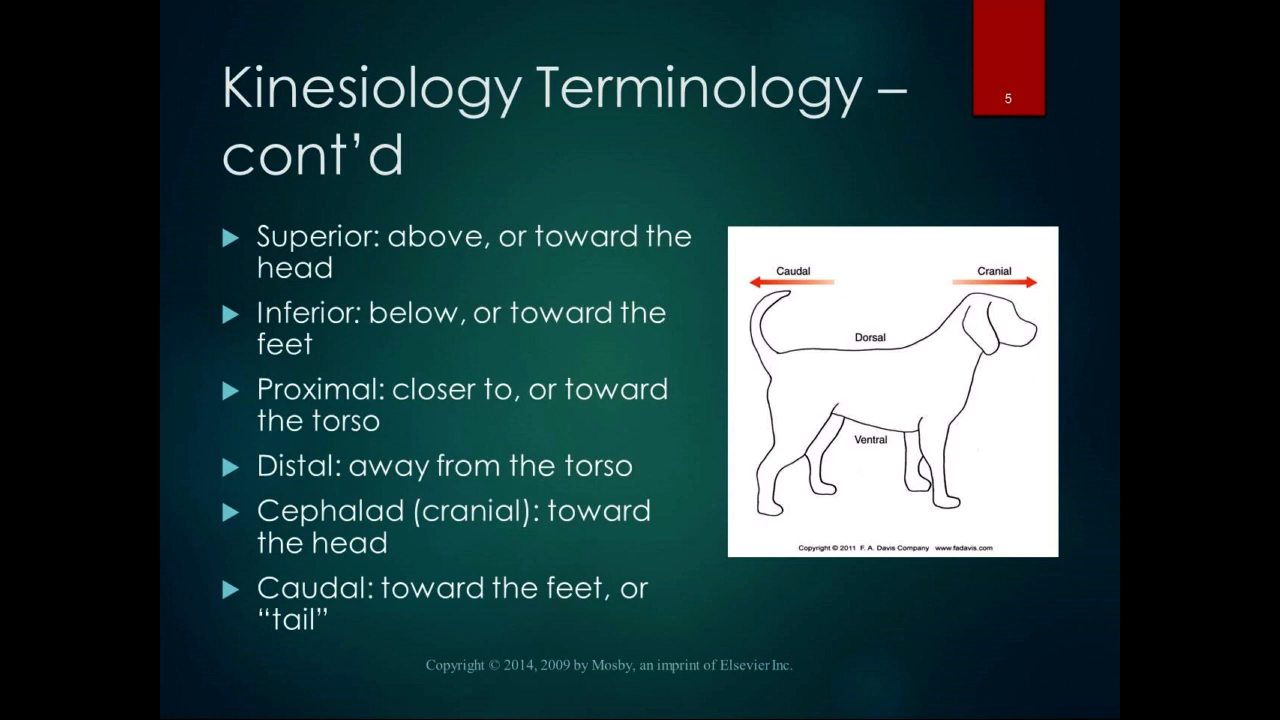 Kinesiology Terminology –
cont’d
5
Superior: above, or toward the
head
Inferior: below, or toward the
feet
Proximal: closer to, or toward
the torso
Distal: away from the torso
Cephalad (cranial): toward
the head
Caudal: toward the feet, or
“tail”
Caudal
Cranial
Dorsal
Ventral
Copyright © 2011 F. A. Davis Company www.fadavis.com
Copyright © 2014, 2009 by Mosby, an imprint of Elsevier Inc.